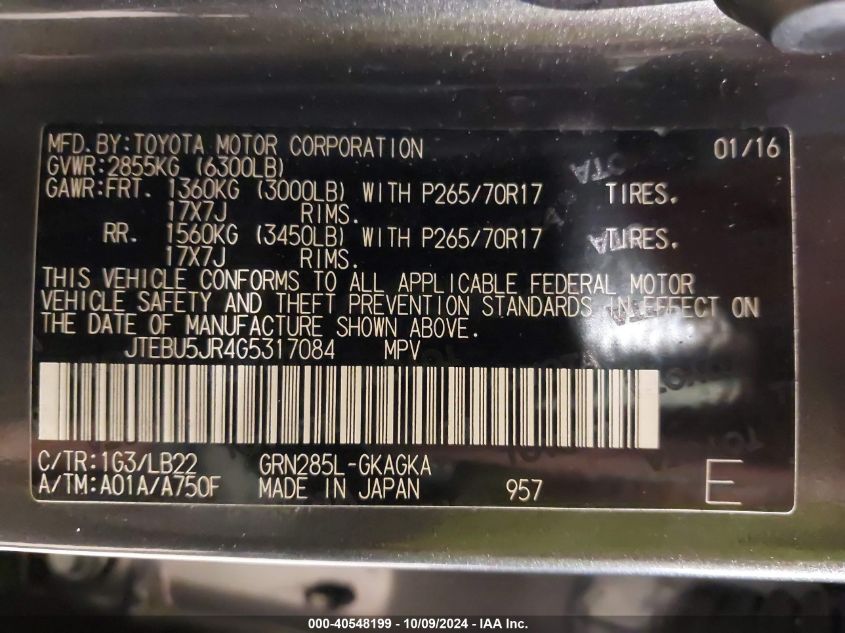 MFD.BY:TOYOTA MOTOR CORPORATION 01/16
GVWR:2855KG (6300LB)
GAWR:FRT. 1360KG (3000LB) WITH P265/70R17 TIRES.
17X7J RIMS.
RR. 1560KG (3450LB) WITH P265/70R17 TIRES.
17X7J RIMS.
THIS VEHICLE CONFORMS TO ALL APPLICABLE FEDERAL MOTOR
VEHICLE SAFETY AND THEFT PREVENTION STANDARDS IN EFFECT ON
THE DATE OF MANUFACTURE SHOWN ABOVE.
JTEBU5JR4G5317084 MPV
C/TR:1G3/LB22 GRN285L-GKAGKA
A/TM:A01A/A750F MADE IN JAPAN 957 E
000-40548199 - 10/09/2024 - IAA Inc.